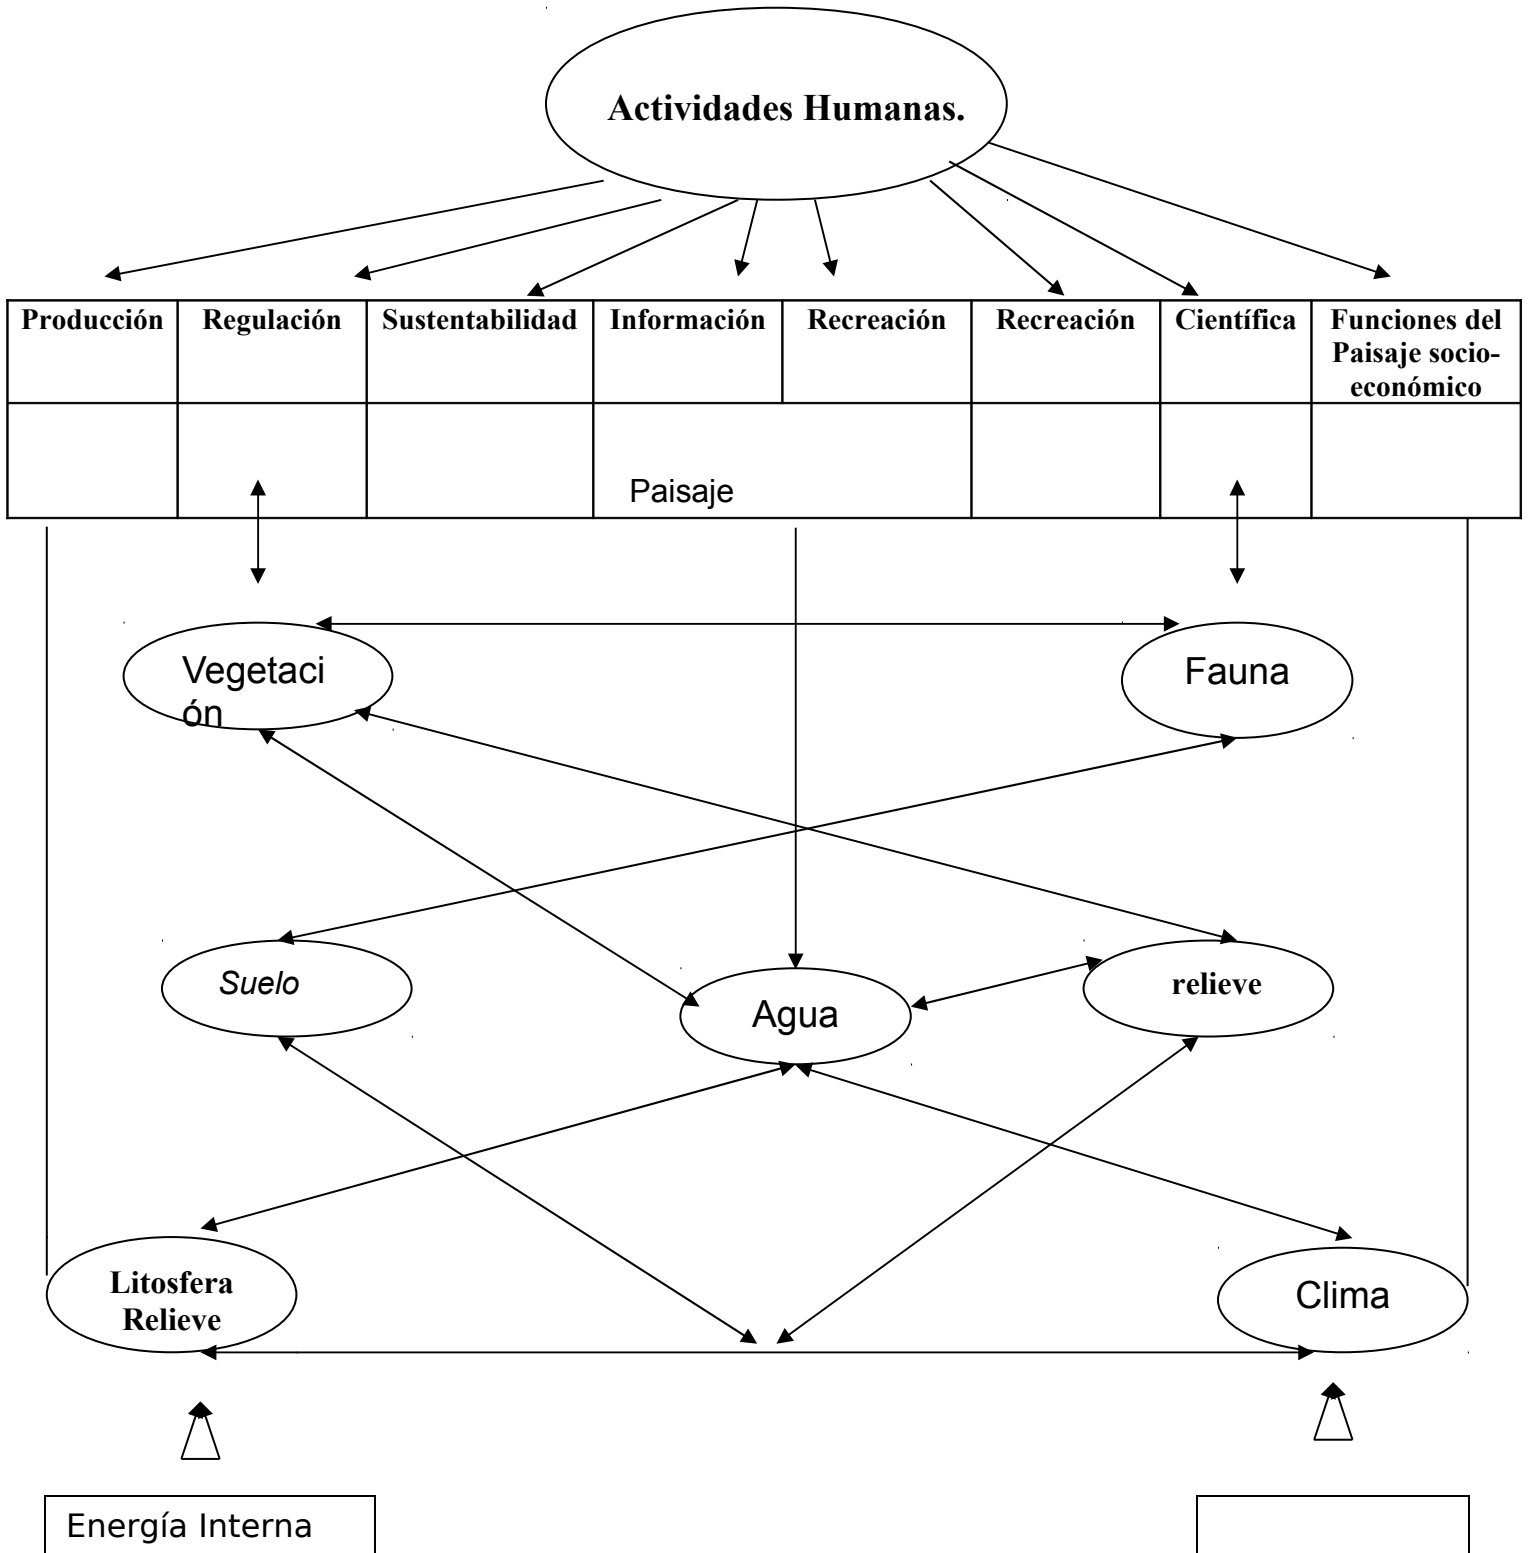 Actividades Humanas.
Producción Regulación Sustentabilidad Información Recreación Recreación Científica Funciones del
Paisaje socio-
económico
Paisaje
Vegetaci
ón
Fauna
Suelo
Agua
relieve
Litosfera
Relieve
Clima
Energía Interna